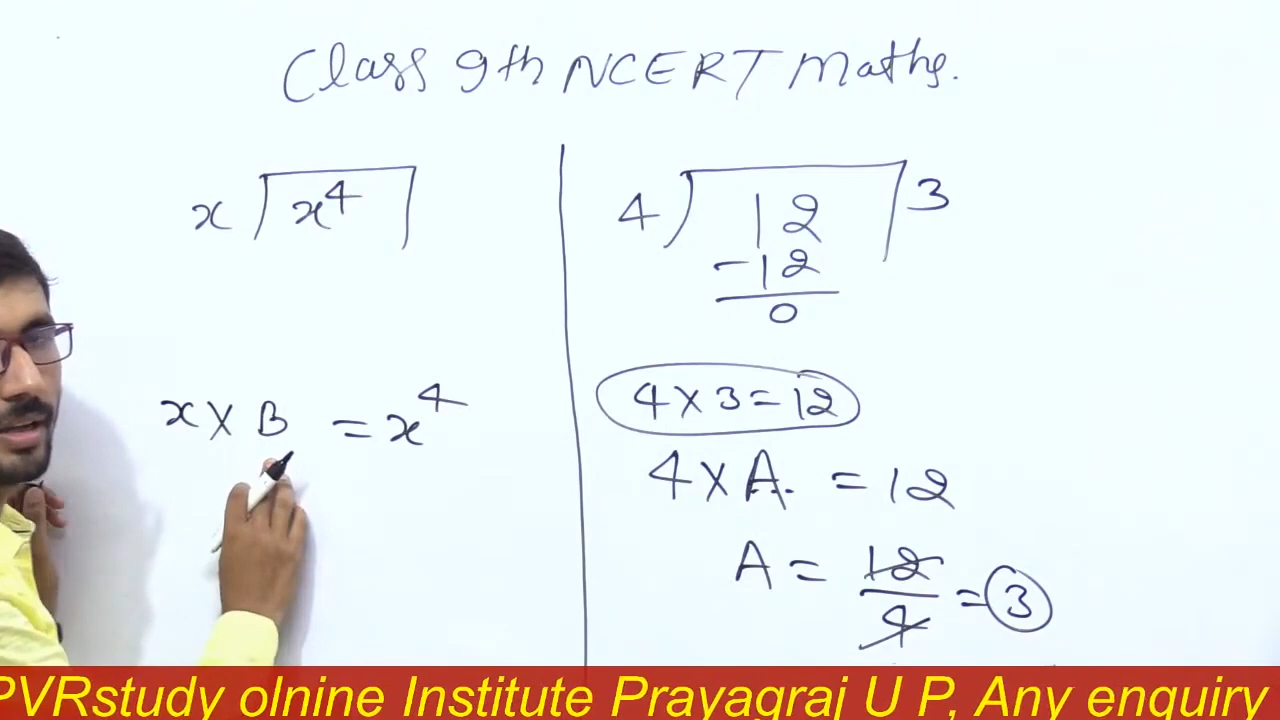 Class 9th NCERT Maths.
x ) x⁴ (
x × B = x⁴
4 ) 12 ( 3
-12
0
4 × 3 = 12
4 × A. = 12
A = 12/4 = 3
PVRstudy olnine Institute Prayagraj U P, Any enquiry